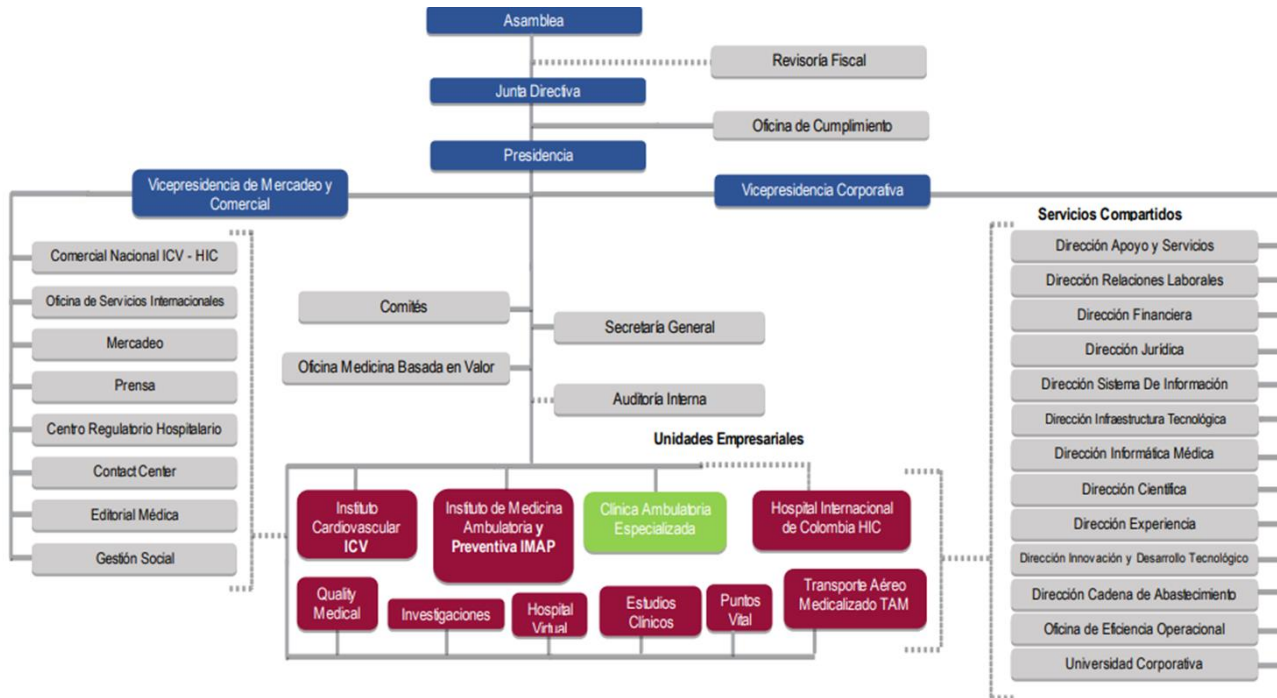 Asamblea
Revisoría Fiscal
Junta Directiva
Oficina de Cumplimiento
Presidencia
Vicepresidencia de Mercadeo y
Comercial
Vicepresidencia Corporativa
Comercial Nacional ICV - HIC
Oficina de Servicios Internacionales
Mercadeo
Prensa
Centro Regulatorio Hospitalario
Contact Center
Editorial Médica
Gestión Social
Comités
Secretaría General
Oficina Medicina Basada en Valor
Auditoría Interna
Unidades Empresariales
Instituto
Cardiovascular
ICV
Instituto de Medicina
Ambulatoria y
Preventiva IMAP
Clínica Ambulatoria
Especializada
Hospital Internacional
de Colombia HIC
Quality
Medical
Investigaciones
Hospital
Virtual
Estudios
Clínicos
Puntos
Vital
Transporte Aéreo
Medicalizado TAM
Servicios Compartidos
Dirección Apoyo y Servicios
Dirección Relaciones Laborales
Dirección Financiera
Dirección Jurídica
Dirección Sistema De Información
Dirección Infraestructura Tecnológica
Dirección Informática Médica
Dirección Científica
Dirección Experiencia
Dirección Innovación y Desarrollo Tecnológico
Dirección Cadena de Abastecimiento
Oficina de Eficiencia Operacional
Universidad Corporativa